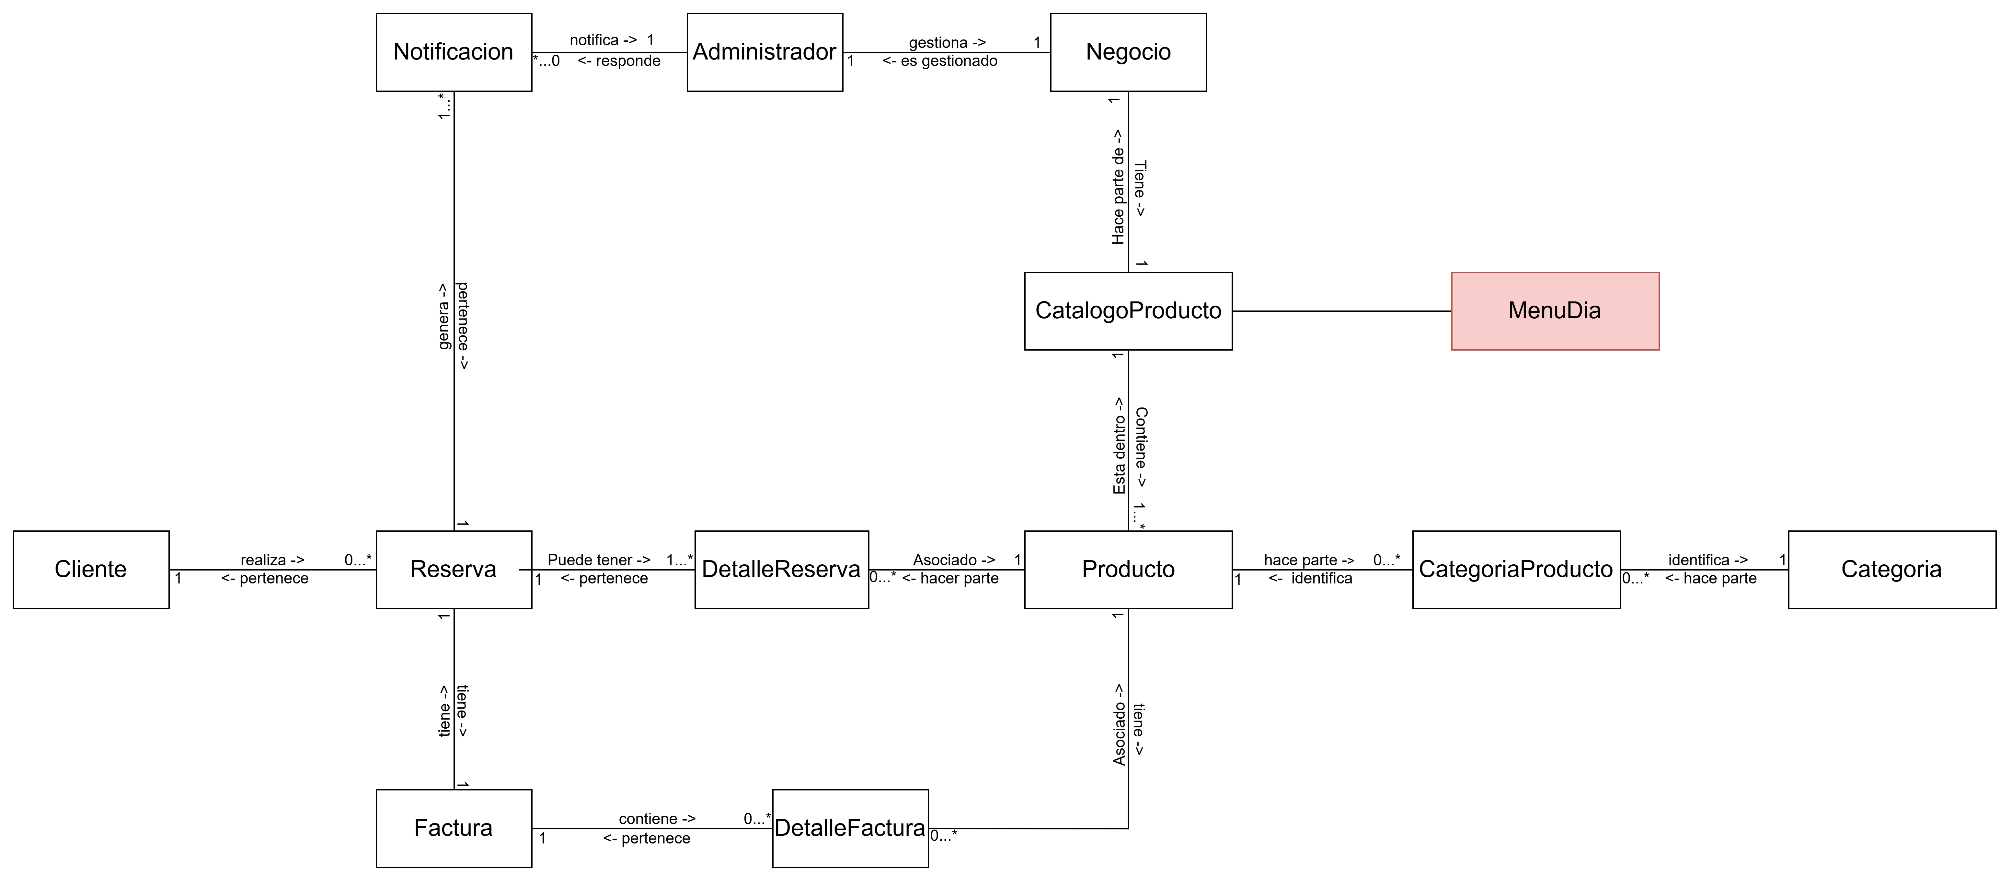 Notificacion
notifica -> 1
*...0 <- responde
Administrador
gestiona -> 1
1 <- es gestionado
Negocio
1...*
genera ->
pertenece ->
1
1
Hace parte de ->
Tiene ->
1
CatalogoProducto
MenuDia
1
Esta dentro ->
Contiene ->
1...*
Cliente
realiza -> 0...*
1 <- pertenece
Reserva
Puede tener -> 1...*
1 <- pertenece
DetalleReserva
Asociado -> 1
0...* <- hacer parte
Producto
hace parte -> 0...*
1 <- identifica
CategoriaProducto
identifica -> 1
0...* <- hace parte
Categoria
1
tiene ->
tiene ->
1
1
Asociado ->
tiene ->
Factura
contiene -> 0...*
1 <- pertenece
DetalleFactura
0...*